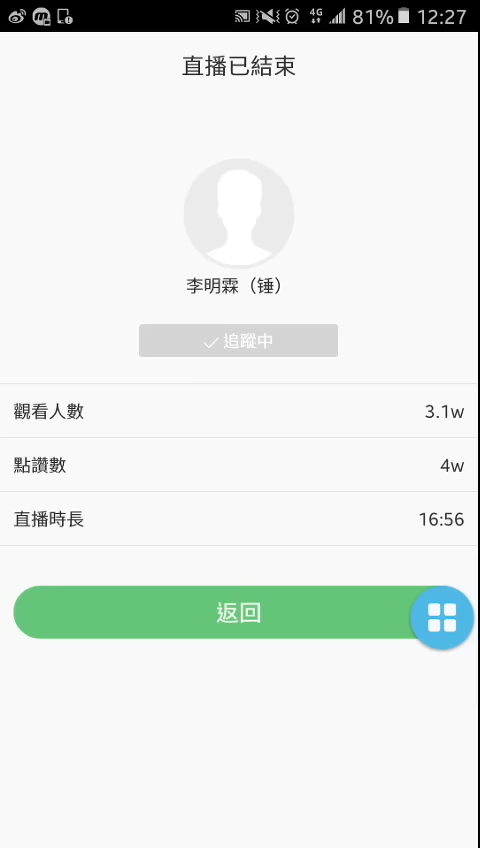 4G 81% 12:27
直播已結束
李明霖（锤）
追蹤中
觀看人數 3.1w
點讚數 4w
直播時長 16:56
返回